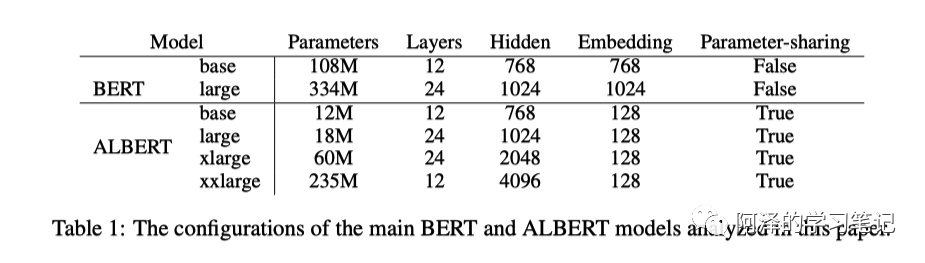 Model Parameters Layers Hidden Embedding Parameter-sharing
base 108M 12 768 768 False
BERT large 334M 24 1024 1024 False
base 12M 12 768 128 True
large 18M 24 1024 128 True
ALBERT
xlarge 60M 24 2048 128 True
xxlarge 235M 12 4096 128 True
Table 1: The configurations of the main BERT and ALBERT models analyzed in this paper.
阿泽的学习笔记